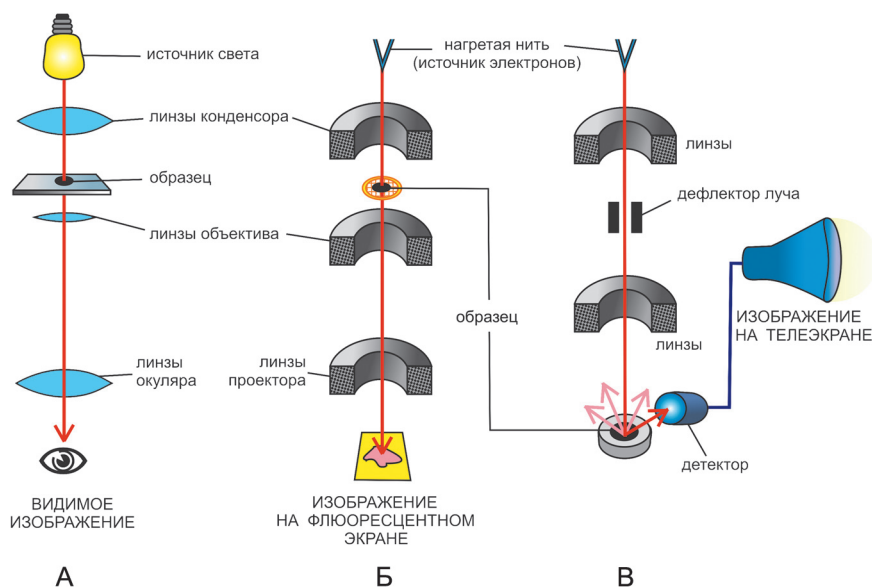 источник света
нагретая нить
(источник электронов)
линзы конденсора
линзы
образец
дефлектор луча
линзы объектива
образец
ИЗОБРАЖЕНИЕ
НА ТЕЛЕЭКРАНЕ
линзы
линзы
окуляра
линзы
проектора
детектор
ВИДИМОЕ
ИЗОБРАЖЕНИЕ
ИЗОБРАЖЕНИЕ
НА ФЛЮОРЕСЦЕНТНОМ
ЭКРАНЕ
А
Б
В